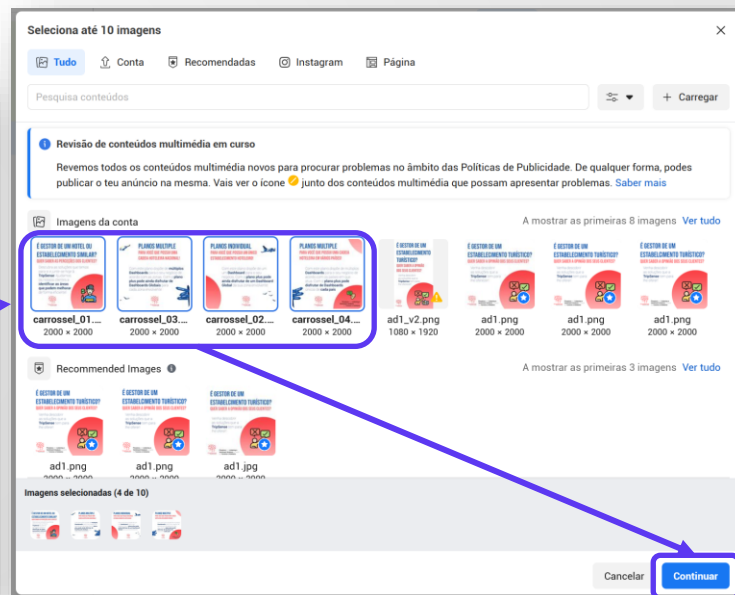 Seleciona até 10 imagens
Tudo
Conta
Recomendadas
Instagram
Página
Pesquisa conteúdos
+ Carregar
Revisão de conteúdos multimédia em curso
Revemos todos os conteúdos multimédia novos para procurar problemas no âmbito das Políticas de Publicidade. De qualquer forma, podes
publicar o teu anúncio na mesma. Vais ver o ícone junto dos conteúdos multimédia que possam apresentar problemas. Saber mais
Imagens da conta
A mostrar as primeiras 8 imagens Ver tudo
É GESTOR DE UM HOTEL OU
ESTABELECIMENTO SIMILAR?
PLANOS MULTIPLE
PLANOS INDIVIDUAL
PLANOS MULTIPLE
É GESTOR DE UM
ESTABELECIMENTO
TURÍSTICO?
É GESTOR DE UM
ESTABELECIMENTO TURÍSTICO?
É GESTOR DE UM
ESTABELECIMENTO TURÍSTICO?
É GESTOR DE UM
ESTABELECIMENTO TURÍSTICO?
carrossel_01....
2000 × 2000
carrossel_03....
2000 × 2000
carrossel_02....
2000 × 2000
carrossel_04....
2000 × 2000
ad1_v2.png
1080 × 1920
ad1.png
2000 × 2000
ad1.png
2000 × 2000
ad1.png
2000 × 2000
Recommended Images
A mostrar as primeiras 3 imagens Ver tudo
É GESTOR DE UM
ESTABELECIMENTO TURÍSTICO?
É GESTOR DE UM
ESTABELECIMENTO TURÍSTICO?
É GESTOR DE UM
ESTABELECIMENTO TURÍSTICO?
ad1.png
2000 × 2000
ad1.png
2000 × 2000
ad1.jpg
2000 × 2000
Imagens selecionadas (4 de 10)
Cancelar
Continuar